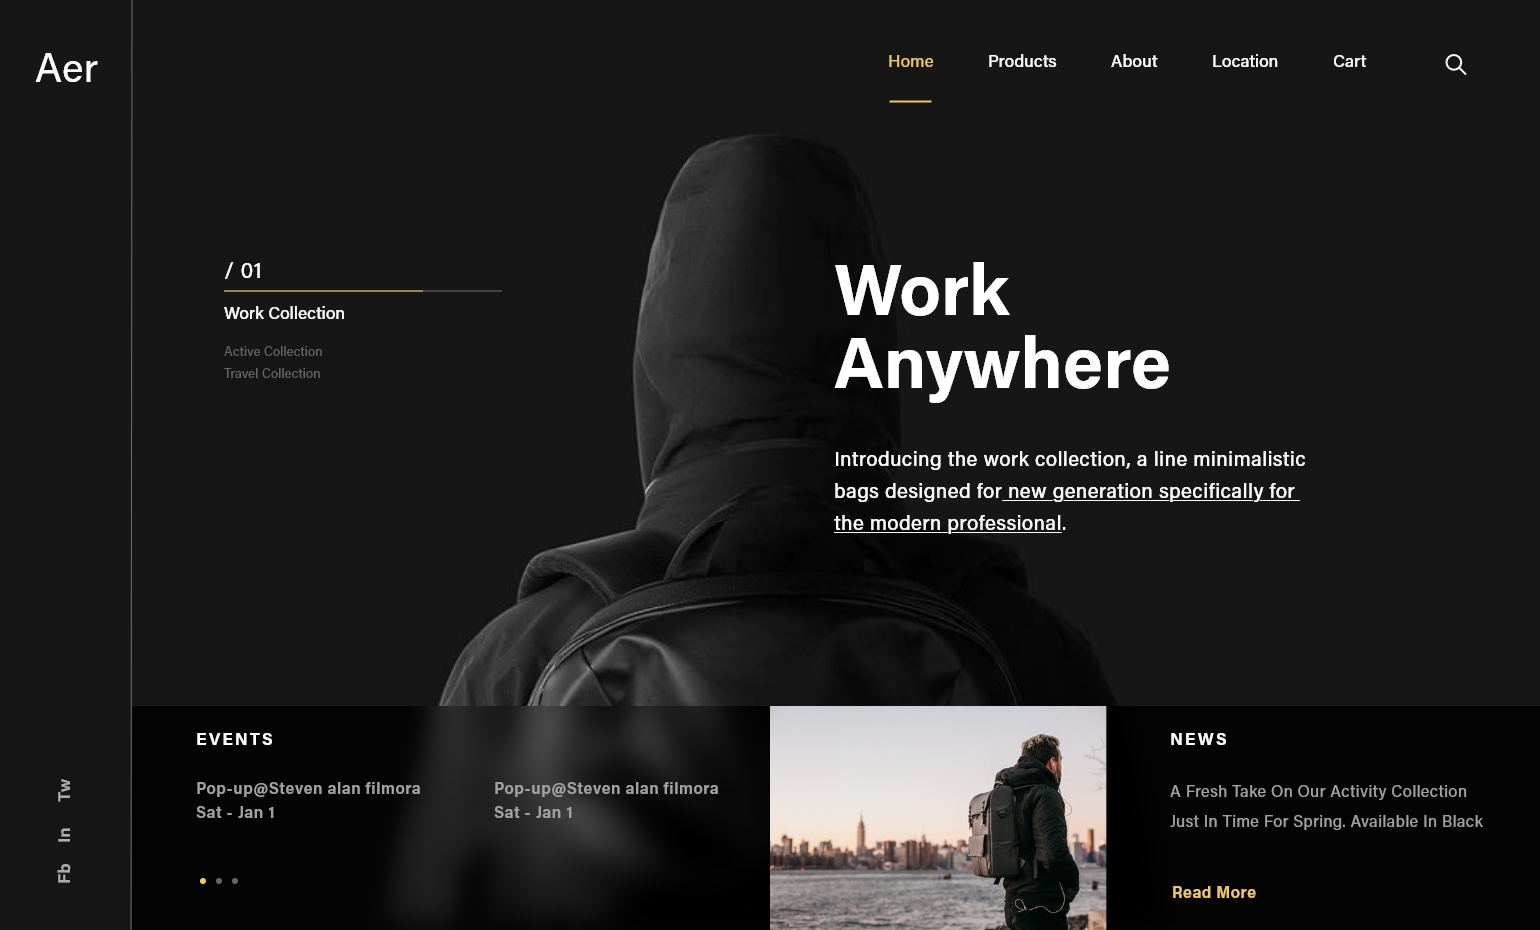 Aer
Home Products About Location Cart
/ 01
Work Collection
Active Collection
Travel Collection
Work
Anywhere
Introducing the work collection, a line minimalistic
bags designed for new generation specifically for
the modern professional.
Tw
In
Fb
EVENTS
Pop-up@Steven alan filmora
Sat - Jan 1
Pop-up@Steven alan filmora
Sat - Jan 1
NEWS
A Fresh Take On Our Activity Collection
Just In Time For Spring. Available In Black
Read More